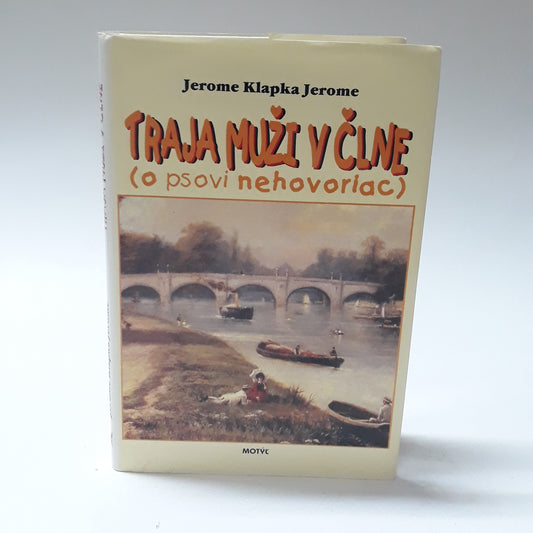 Jerome Klapka Jerome
TRAJA MUŽI V ČLNE
(o psovi nehovoriac)
MOTÝĽ